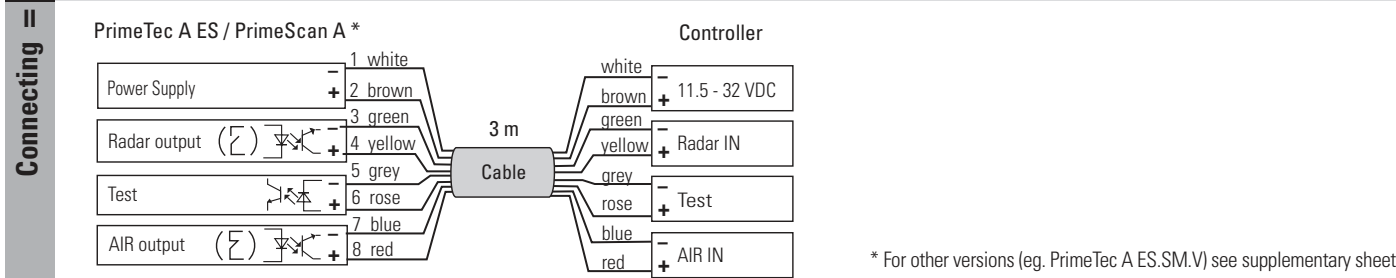 Connecting =
PrimeTec A ES / PrimeScan A *
Controller
Power Supply
–
+
1 white
2 brown
Radar output ( )
–
+
3 green
4 yellow
Test
–
+
5 grey
6 rose
AIR output ( )
–
+
7 blue
8 red
3 m
Cable
white
brown
–
+
11.5 - 32 VDC
green
yellow
–
+
Radar IN
grey
rose
–
+
Test
blue
red
–
+
AIR IN
* For other versions (eg. PrimeTec A ES.SM.V) see supplementary sheet